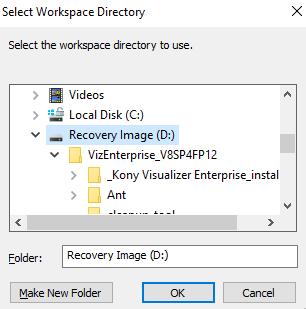 Select Workspace Directory
Select the workspace directory to use.
Videos
Local Disk (C:)
Recovery Image (D:)
VizEnterprise_V8SP4FP12
_Kony Visualizer Enterprise_instal
Ant
cleanup_tool
Folder: Recovery Image (D:)
Make New Folder OK Cancel